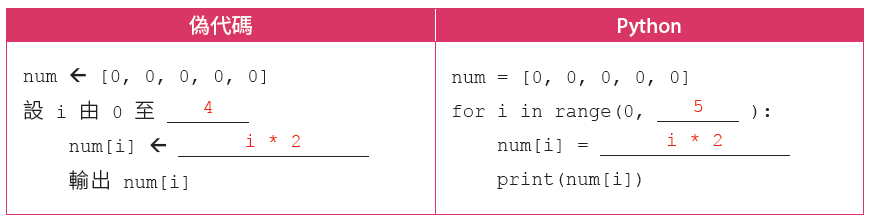 偽代碼
num 🡨 [0, 0, 0, 0, 0]
設 i 由 0 至 4
num[i] 🡨 i * 2
輸出 num[i]
Python
num = [0, 0, 0, 0, 0]
for i in range(0, 5 ):
num[i] = i * 2
print(num[i])